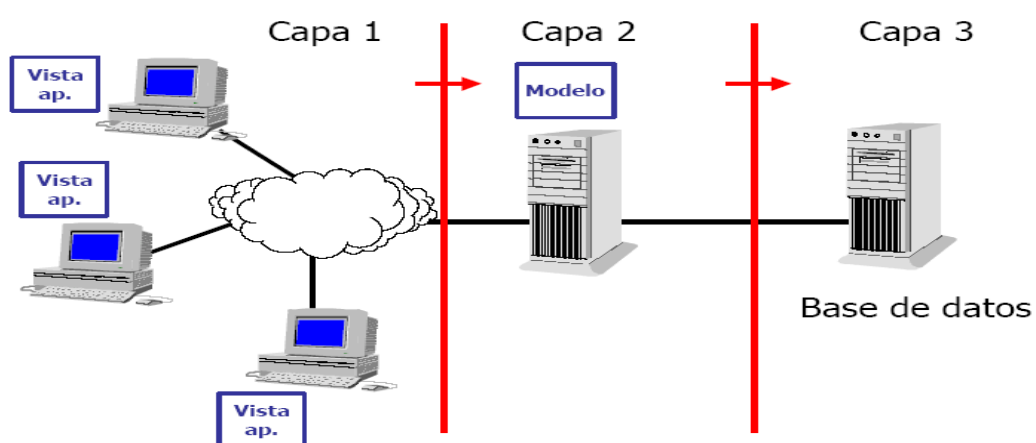 Capa 1
Capa 2
Capa 3
Vista
ap.
Modelo
Vista
ap.
Base de datos
Vista
ap.